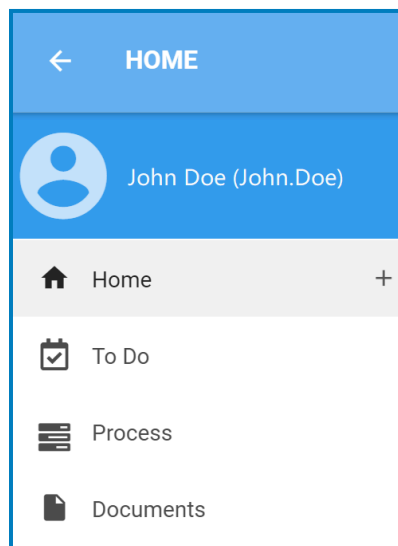 HOME
John Doe (John.Doe)
Home +
To Do
Process
Documents